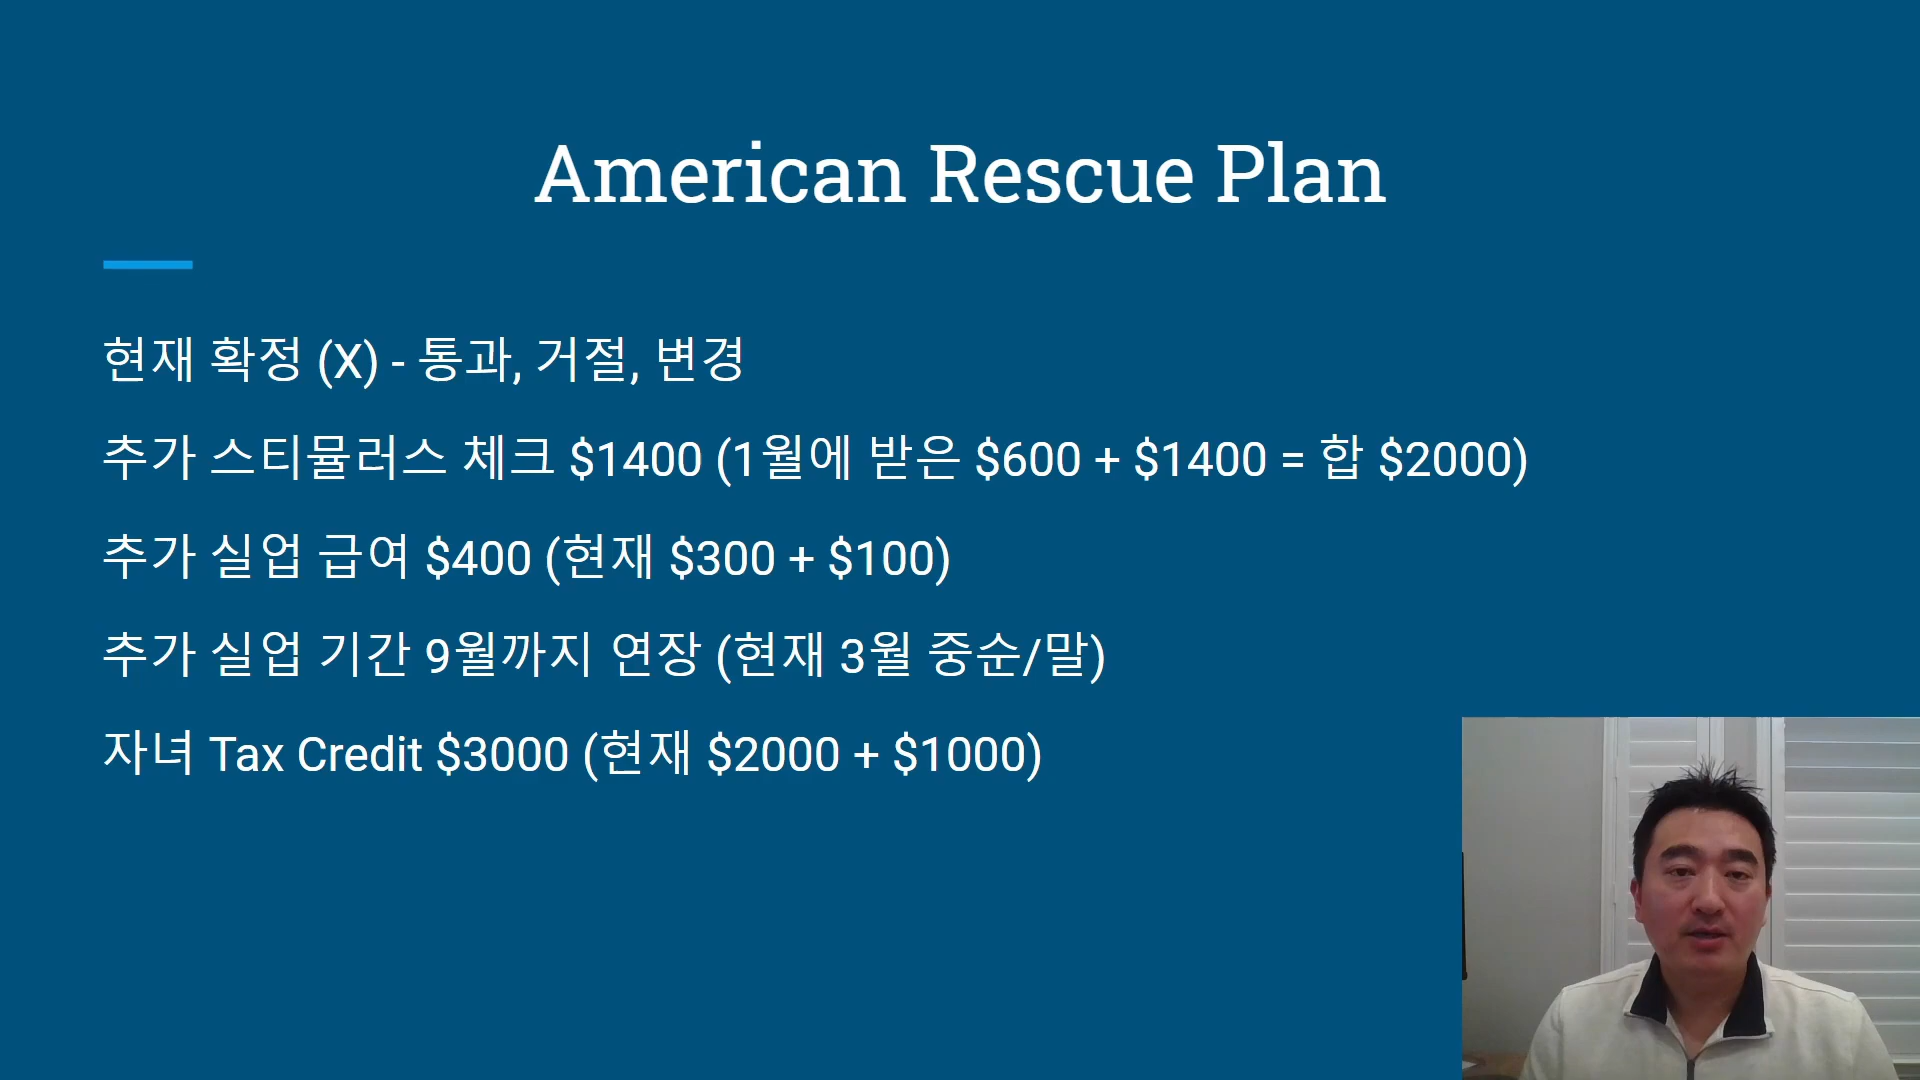 American Rescue Plan
현재 확정 (X) - 통과, 거절, 변경
추가 스티뮬러스 체크 $1400 (1월에 받은 $600 + $1400 = 합 $2000)
추가 실업 급여 $400 (현재 $300 + $100)
추가 실업 기간 9월까지 연장 (현재 3월 중순/말)
자녀 Tax Credit $3000 (현재 $2000 + $1000)